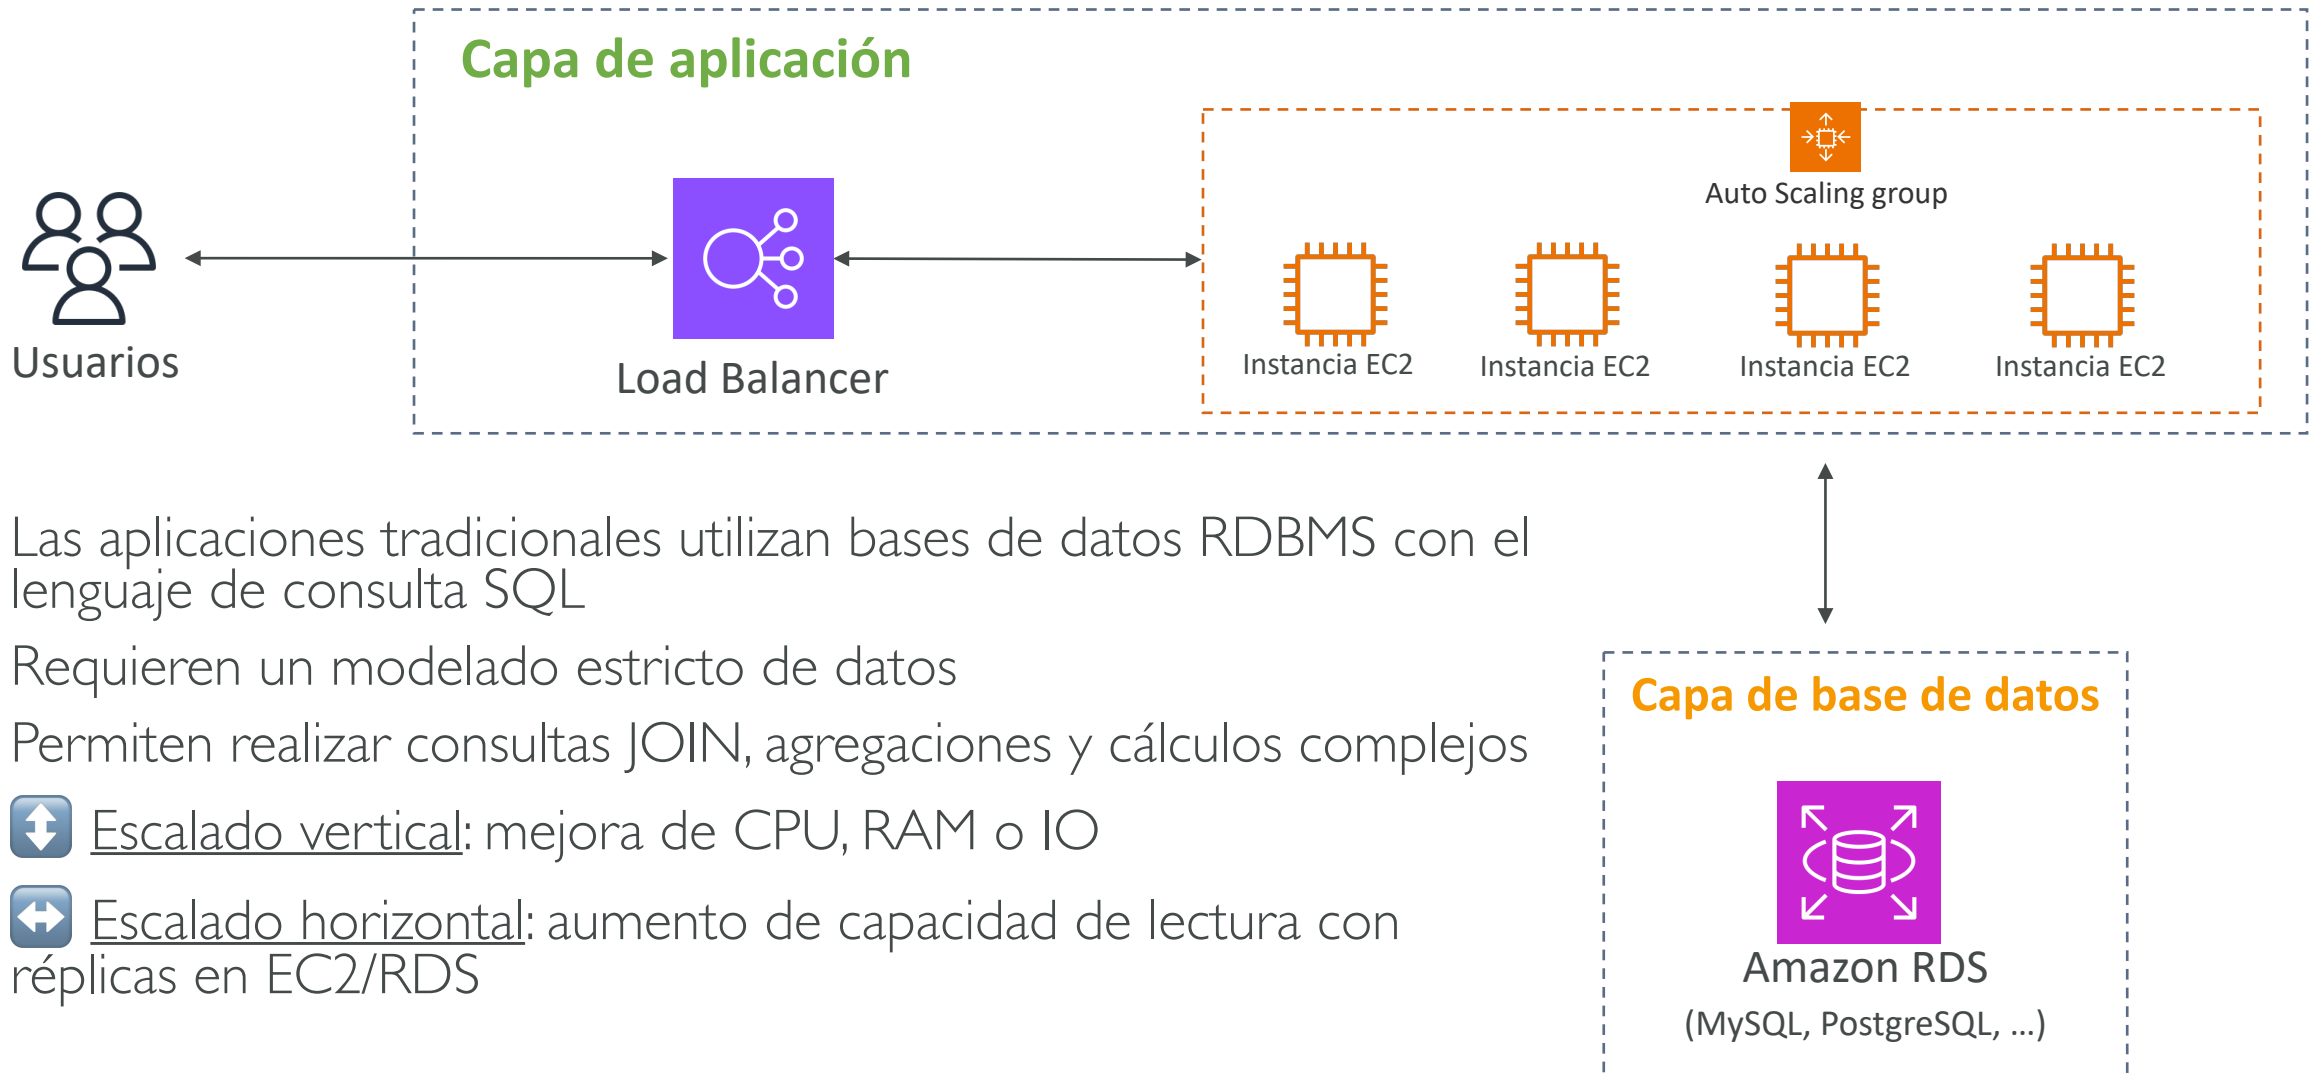 Capa de aplicación
Auto Scaling group
Usuarios
Load Balancer
Instancia EC2
Instancia EC2
Instancia EC2
Instancia EC2
Las aplicaciones tradicionales utilizan bases de datos RDBMS con el
lenguaje de consulta SQL
Requieren un modelado estricto de datos
Permiten realizar consultas JOIN, agregaciones y cálculos complejos
↕️ Escalado vertical: mejora de CPU, RAM o IO
↔️ Escalado horizontal: aumento de capacidad de lectura con
réplicas en EC2/RDS
Capa de base de datos
Amazon RDS
(MySQL, PostgreSQL, ...)